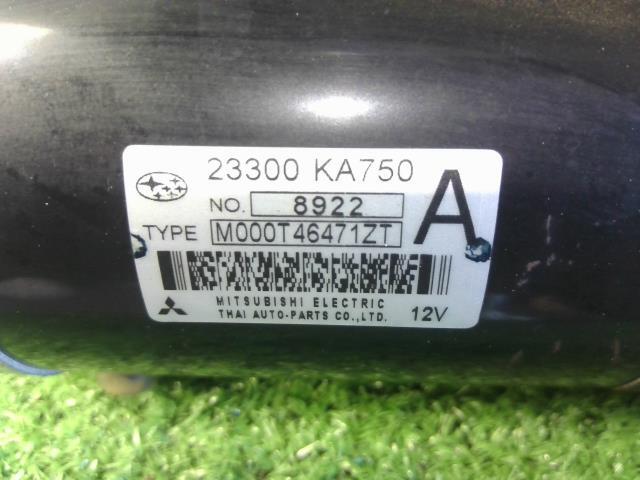 23300 KA750
NO. 8922
A
TYPE M000T46471ZT
MITSUBISHI ELECTRIC
THAI AUTO-PARTS CO.,LTD. 12V